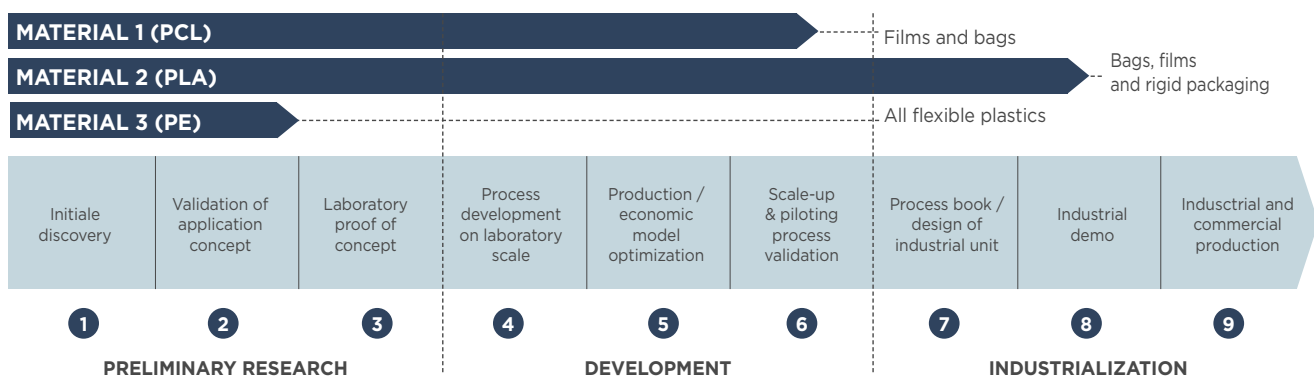 MATERIAL 1 (PCL)
Films and bags
MATERIAL 2 (PLA)
Bags, films
and rigid packaging
MATERIAL 3 (PE)
All flexible plastics
Initiale
discovery
Validation of
application
concept
Laboratory
proof of
concept
Process
development
on laboratory
scale
Production /
economic
model
optimization
Scale-up
& piloting
process
validation
Process book /
design of
industrial unit
Industrial
demo
Indusctrial and
commercial
production
1
2
3
4
5
6
7
8
9
PRELIMINARY RESEARCH
DEVELOPMENT
INDUSTRIALIZATION